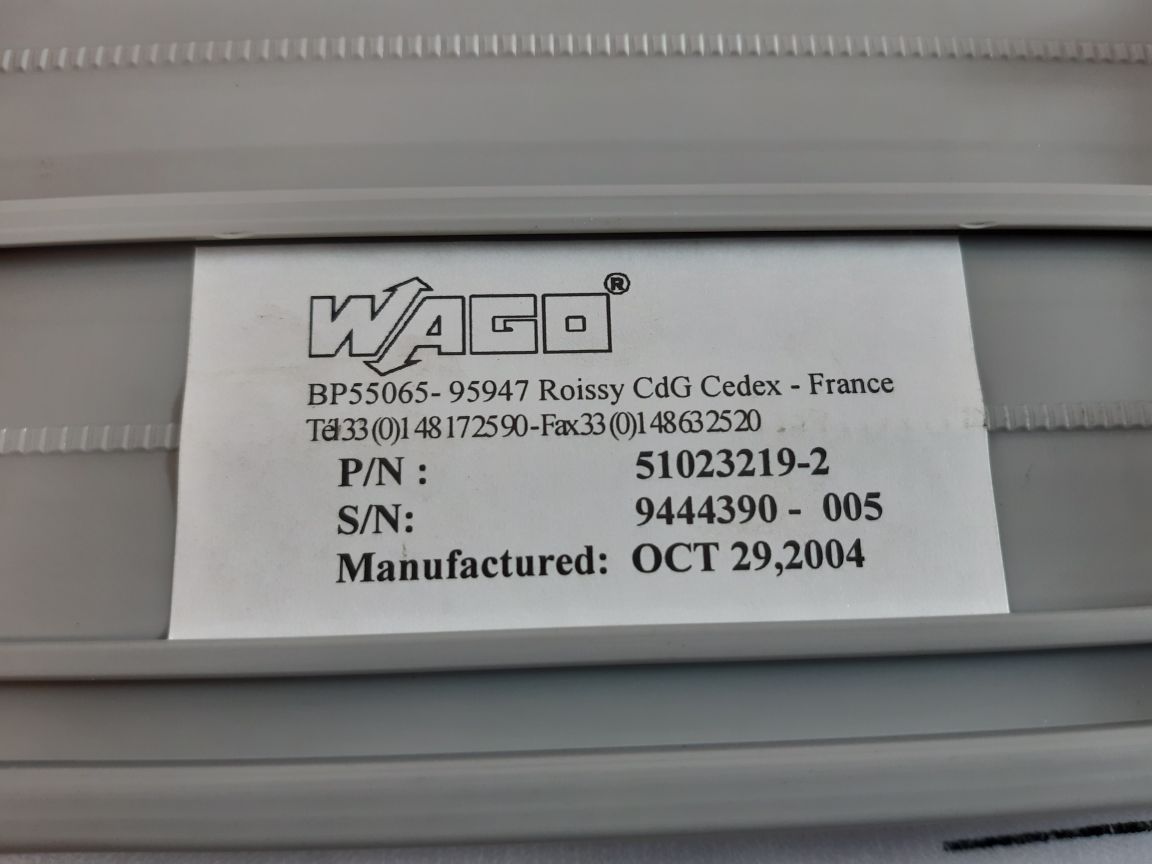 WAGO®
BP55065- 95947 Roissy CdG Cedex - France
Tél 33 (0)1 48 17 25 90 - Fax 33 (0)1 48 63 25 20
P/N : 51023219-2
S/N: 9444390 - 005
Manufactured: OCT 29,2004